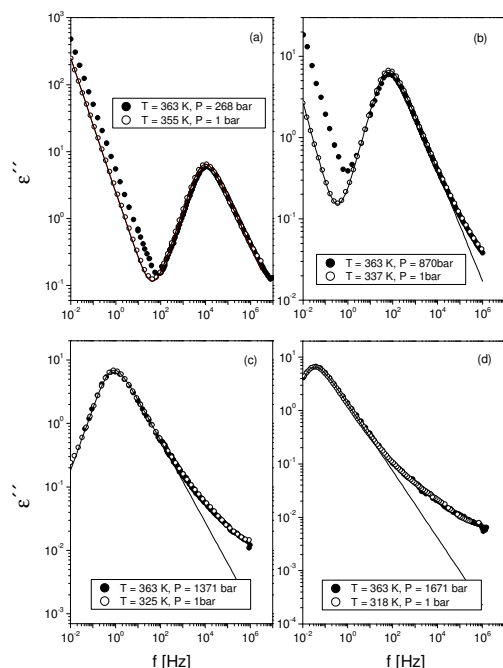 (a)
10³
10²
10¹
10⁰
10⁻¹
10⁻² 10⁰ 10² 10⁴ 10⁶
T = 363 K, P = 268 bar
T = 355 K, P = 1 bar
(b)
10¹
10⁰
10⁻¹
10⁻²
10⁻² 10⁰ 10² 10⁴ 10⁶
T = 363 K, P = 870bar
T = 337 K, P = 1bar
ε´´
(c)
10¹
10⁰
10⁻¹
10⁻²
10⁻³
10⁻² 10⁰ 10² 10⁴ 10⁶
T = 363 K, P = 1371 bar
T = 325 K, P = 1bar
f [Hz]
(d)
10¹
10⁰
10⁻¹
10⁻²
10⁻³
10⁻⁴
10⁻² 10⁰ 10² 10⁴ 10⁶
T = 363 K, P = 1671 bar
T = 318 K, P = 1 bar
f [Hz]
ε´´